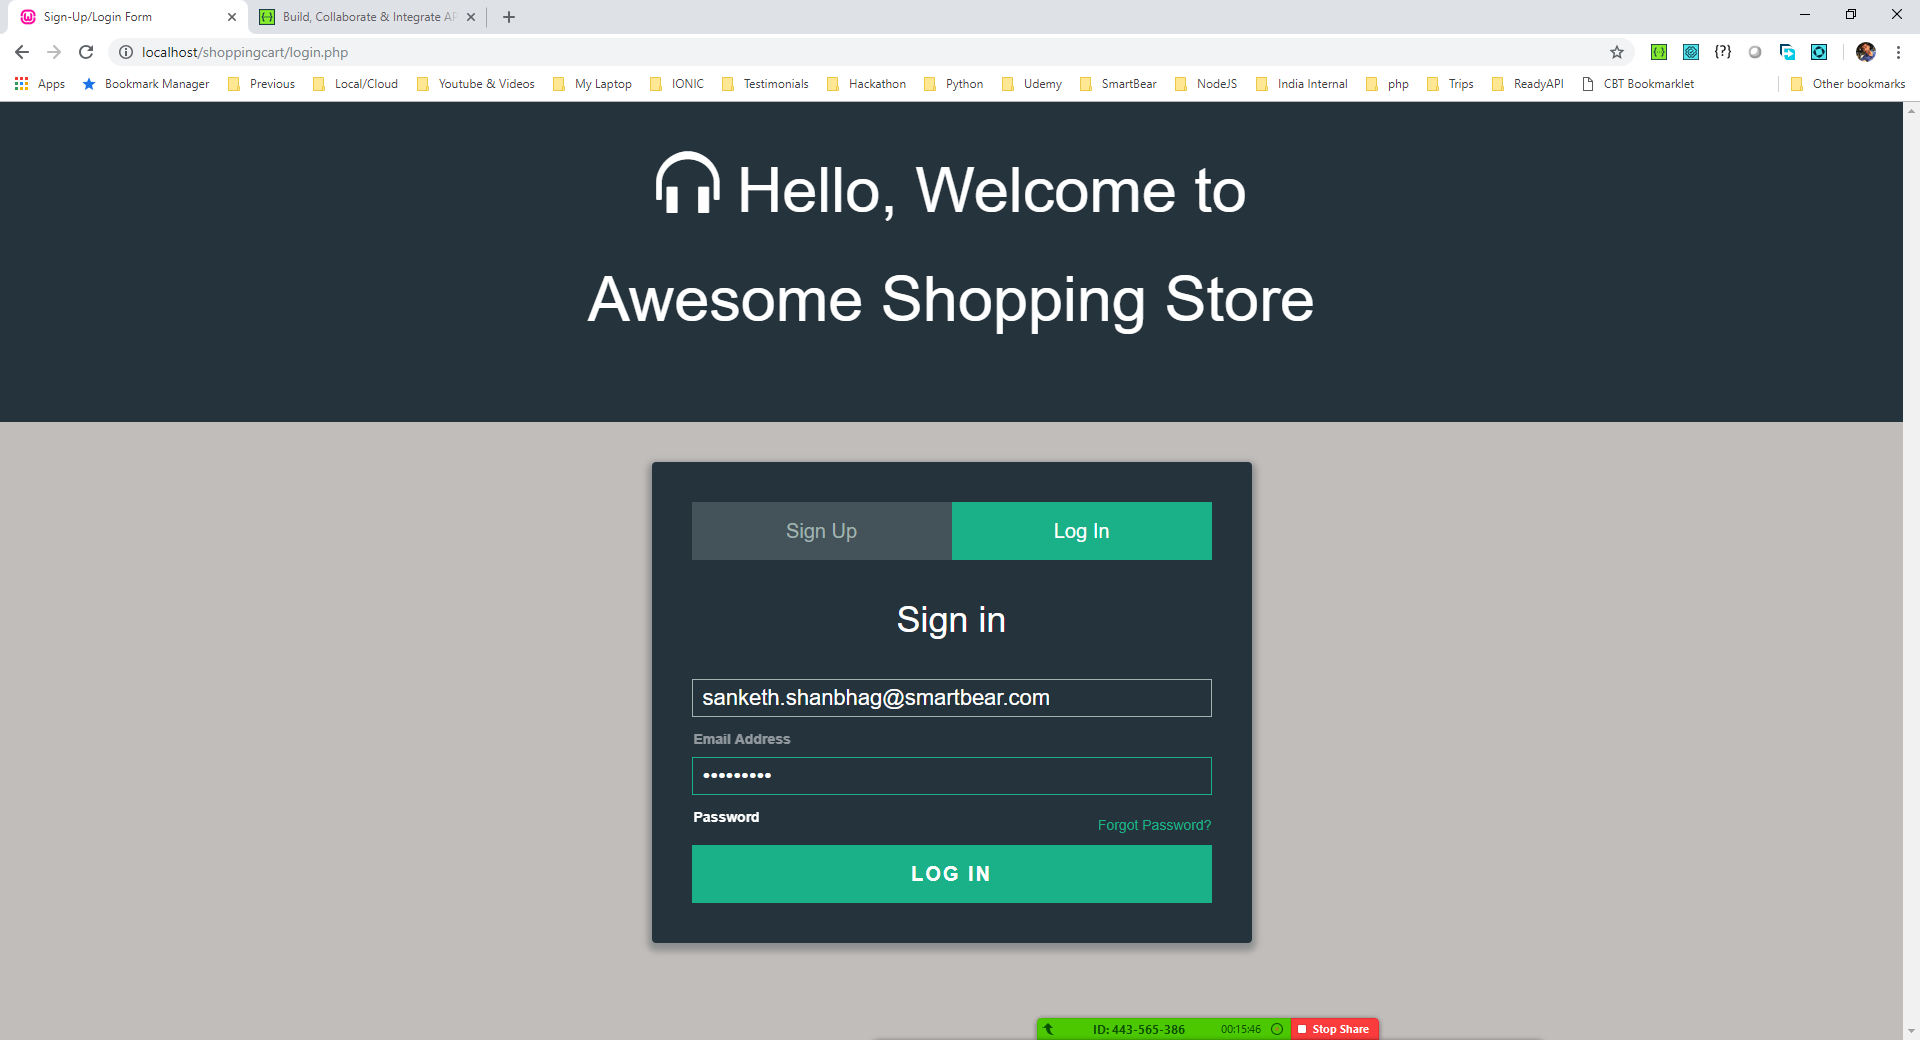 Sign-Up/Login Form
Build, Collaborate & Integrate AP
localhost/shoppingcart/login.php
Apps Bookmark Manager Previous Local/Cloud Youtube & Videos My Laptop IONIC Testimonials Hackathon Python Udemy SmartBear NodeJS India Internal php Trips ReadyAPI CBT Bookmarklet Other bookmarks
Hello, Welcome to
Awesome Shopping Store
Sign Up Log In
Sign in
sanketh.shanbhag@smartbear.com
Email Address
•••••••••
Password
Forgot Password?
LOG IN
ID: 443-565-386 00:15:46 Stop Share